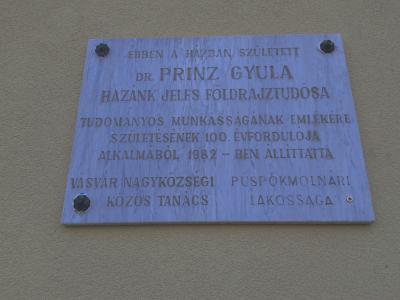 EBBEN A HÁZBAN SZÜLETETT
DR. PRINZ GYULA
HAZÁNK JELES FÖLDRAJZTUDÓSA
TUDOMÁNYOS MUNKÁSSÁGÁNAK EMLÉKÉRE
SZÜLETÉSÉNEK 100. ÉVFORDULÓJA
ALKALMÁBÓL 1982 - BEN ÁLLÍTTATTA
VASVÁR NAGYKÖZSÉGI PÜSPÖKMOLNÁRI
KÖZÖS TANÁCS LAKOSSÁGA